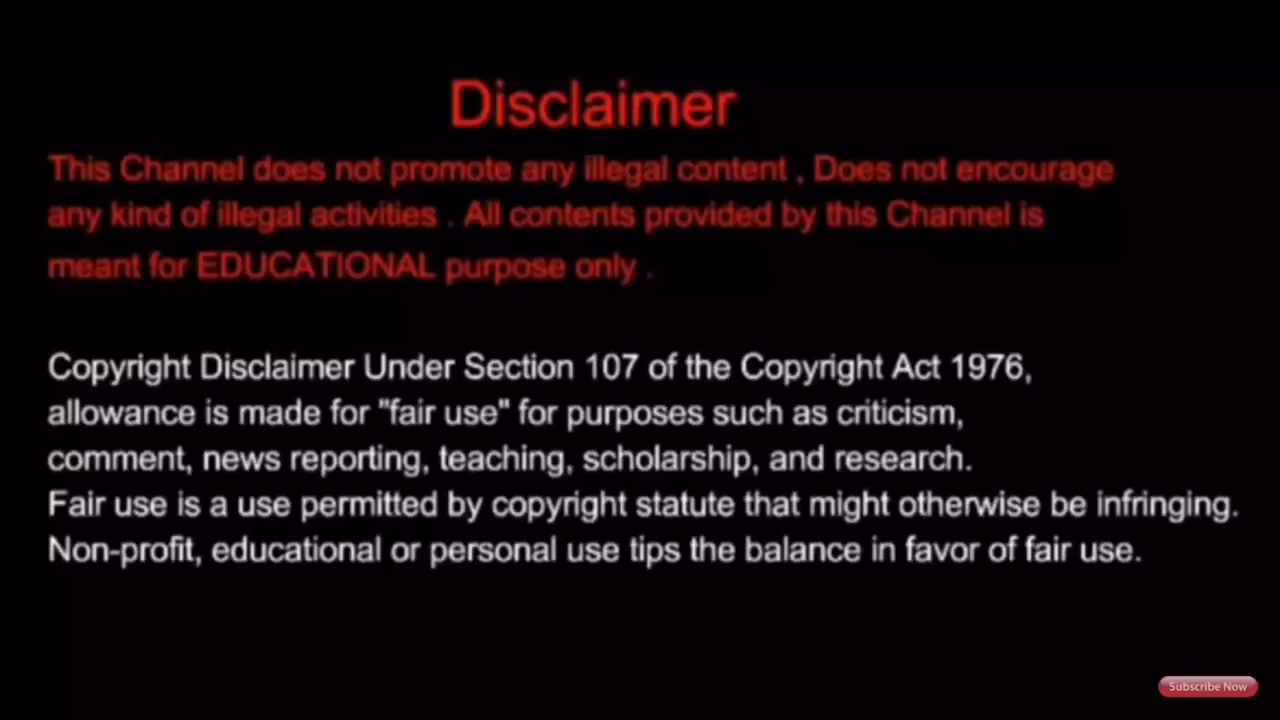 Disclaimer
This Channel does not promote any illegal content , Does not encourage
any kind of illegal activities . All contents provided by this Channel is
meant for EDUCATIONAL purpose only .
Copyright Disclaimer Under Section 107 of the Copyright Act 1976,
allowance is made for "fair use" for purposes such as criticism,
comment, news reporting, teaching, scholarship, and research.
Fair use is a use permitted by copyright statute that might otherwise be infringing.
Non-profit, educational or personal use tips the balance in favor of fair use.
Subscribe Now